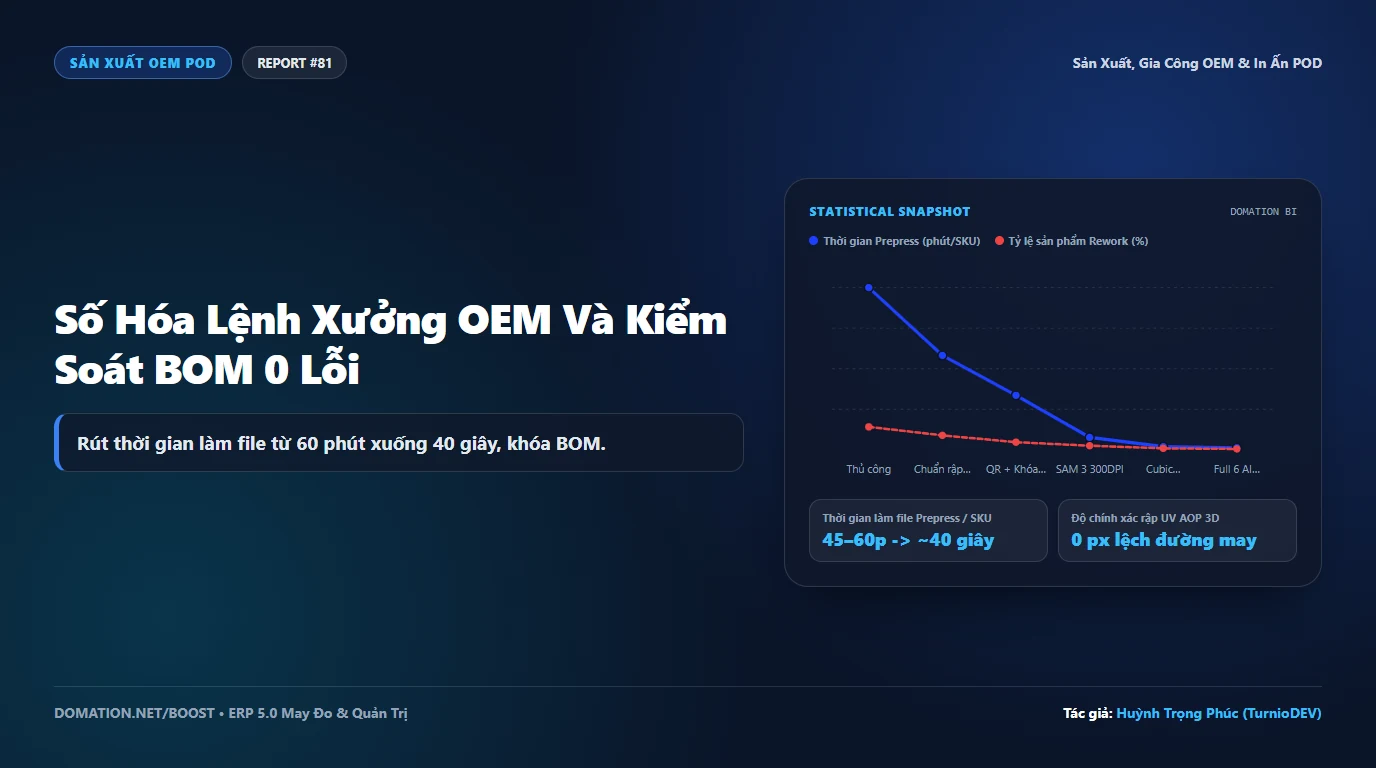 SẢN XUẤT OEM POD
REPORT #81
Sản Xuất, Gia Công OEM & In Ấn POD
Số Hóa Lệnh Xưởng OEM Và Kiểm
Soát BOM 0 Lỗi
Rút thời gian làm file từ 60 phút xuống 40 giây, khóa BOM.
STATISTICAL SNAPSHOT
DOMATION BI
Thời gian Prepress (phút/SKU)
Tỷ lệ sản phẩm Rework (%)
Thủ công
Chuẩn rập...
QR + Khóa...
SAM 3 300DPI
Cubic...
Full 6 AI...
Thời gian làm file Prepress / SKU
45–60p -> ~40 giây
Độ chính xác rập UV AOP 3D
0 px lệch đường may
DOMATION.NET/BOOST • ERP 5.0 May Đo & Quản Trị
Tác giả: Huỳnh Trọng Phúc (TurnioDEV)